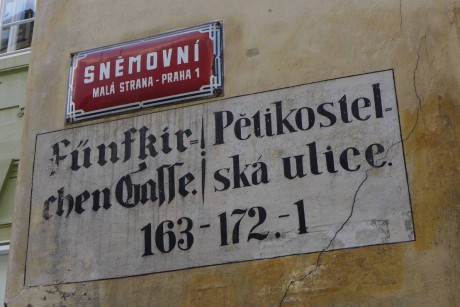 SNĚMOVNÍ
MALÁ STRANA - PRAHA 1
Fünfkir=
chen Gasse.
Pětikostel-
ská ulice.
163-172.-1